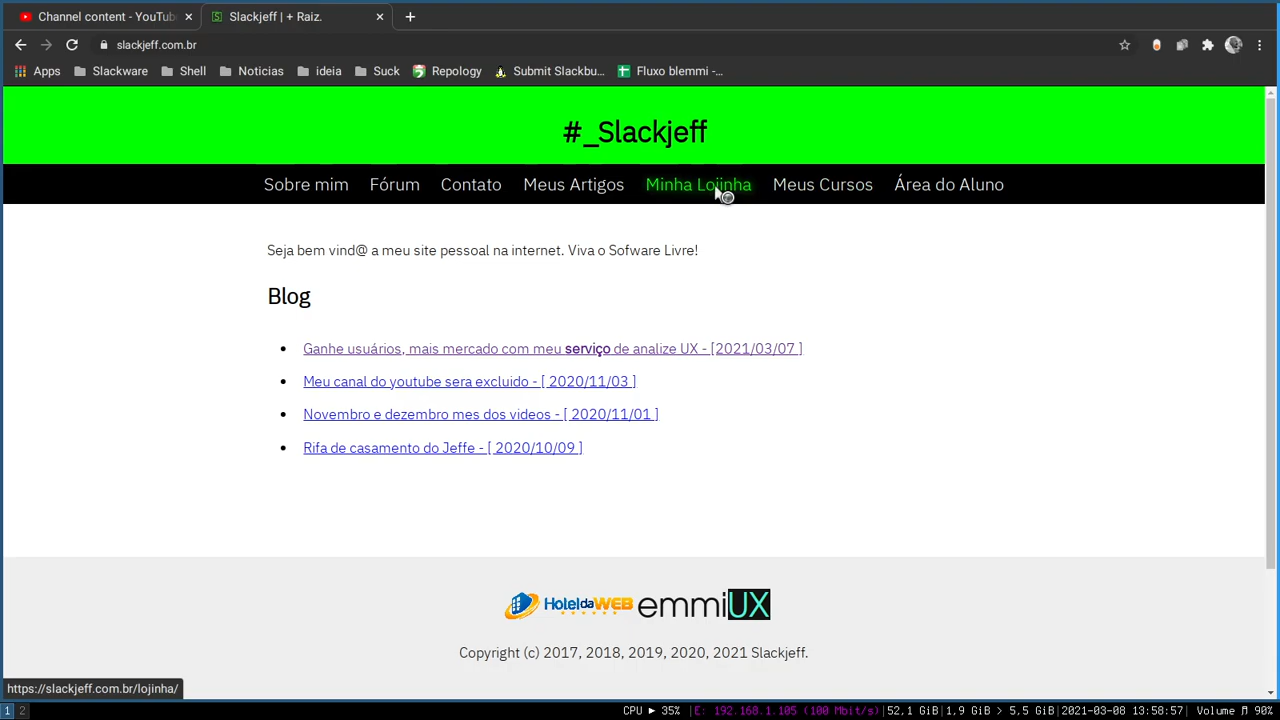 Channel content - YouTub
Slackjeff | + Raiz.
slackjeff.com.br
Apps Slackware Shell Noticias ideia Suck Repology Submit Slackbu... Fluxo blemmi -...
#_Slackjeff
Sobre mim Fórum Contato Meus Artigos Minha Lojinha Meus Cursos Área do Aluno
Seja bem vind@ a meu site pessoal na internet. Viva o Sofware Livre!
Blog
Ganhe usuários, mais mercado com meu serviço de analize UX - [2021/03/07 ]
Meu canal do youtube sera excluido - [ 2020/11/03 ]
Novembro e dezembro mes dos videos - [ 2020/11/01 ]
Rifa de casamento do Jeffe - [ 2020/10/09 ]
HoteldaWEB emmiUX
Copyright (c) 2017, 2018, 2019, 2020, 2021 Slackjeff.
https://slackjeff.com.br/lojinha/
1 2 CPU ► 35% |E: 192.168.1.105 (100 Mbit/s)|52,1 GiB|1,9 GiB > 5,5 GiB|2021-03-08 13:58:57| Volume ♬ 90%